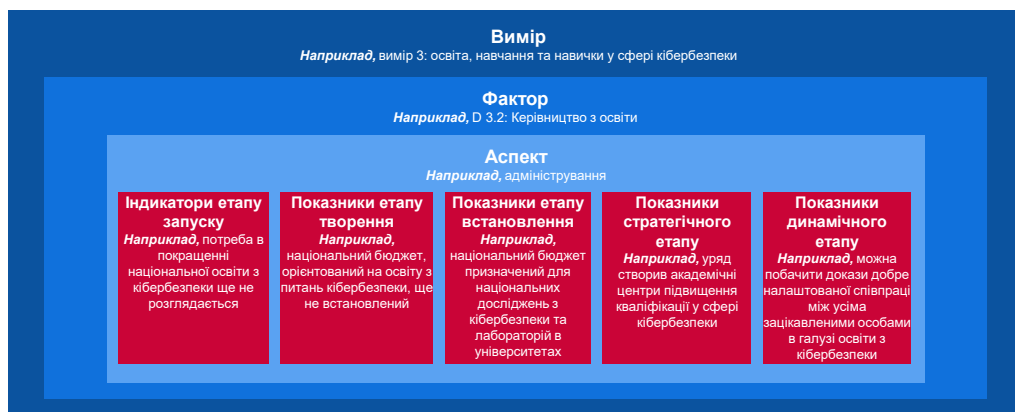 Вимір
Наприклад, вимір 3: освіта, навчання та навички у сфері кібербезпеки
Фактор
Наприклад, D 3.2: Керівництво з освіти
Аспект
Наприклад, адміністрування
Індикатори етапу
запуску
Наприклад, потреба в
покращенні
національної освіти з
кібербезпеки ще не
розглядається
Показники етапу
творення
Наприклад,
національний бюджет,
орієнтований на освіту з
питань кібербезпеки, ще
не встановлений
Показники етапу
встановлення
Наприклад,
національний бюджет
призначений для
національних
досліджень з
кібербезпеки та
лабораторій в
університетах
Показники
стратегічного
етапу
Наприклад, уряд
створив академічні
центри підвищення
кваліфікації у сфері
кібербезпеки
Показники
динамічного
етапу
Наприклад, можна
побачити докази добре
налаштованої співпраці
між усіма
зацікавленими особами
в галузі освіти з
кібербезпеки